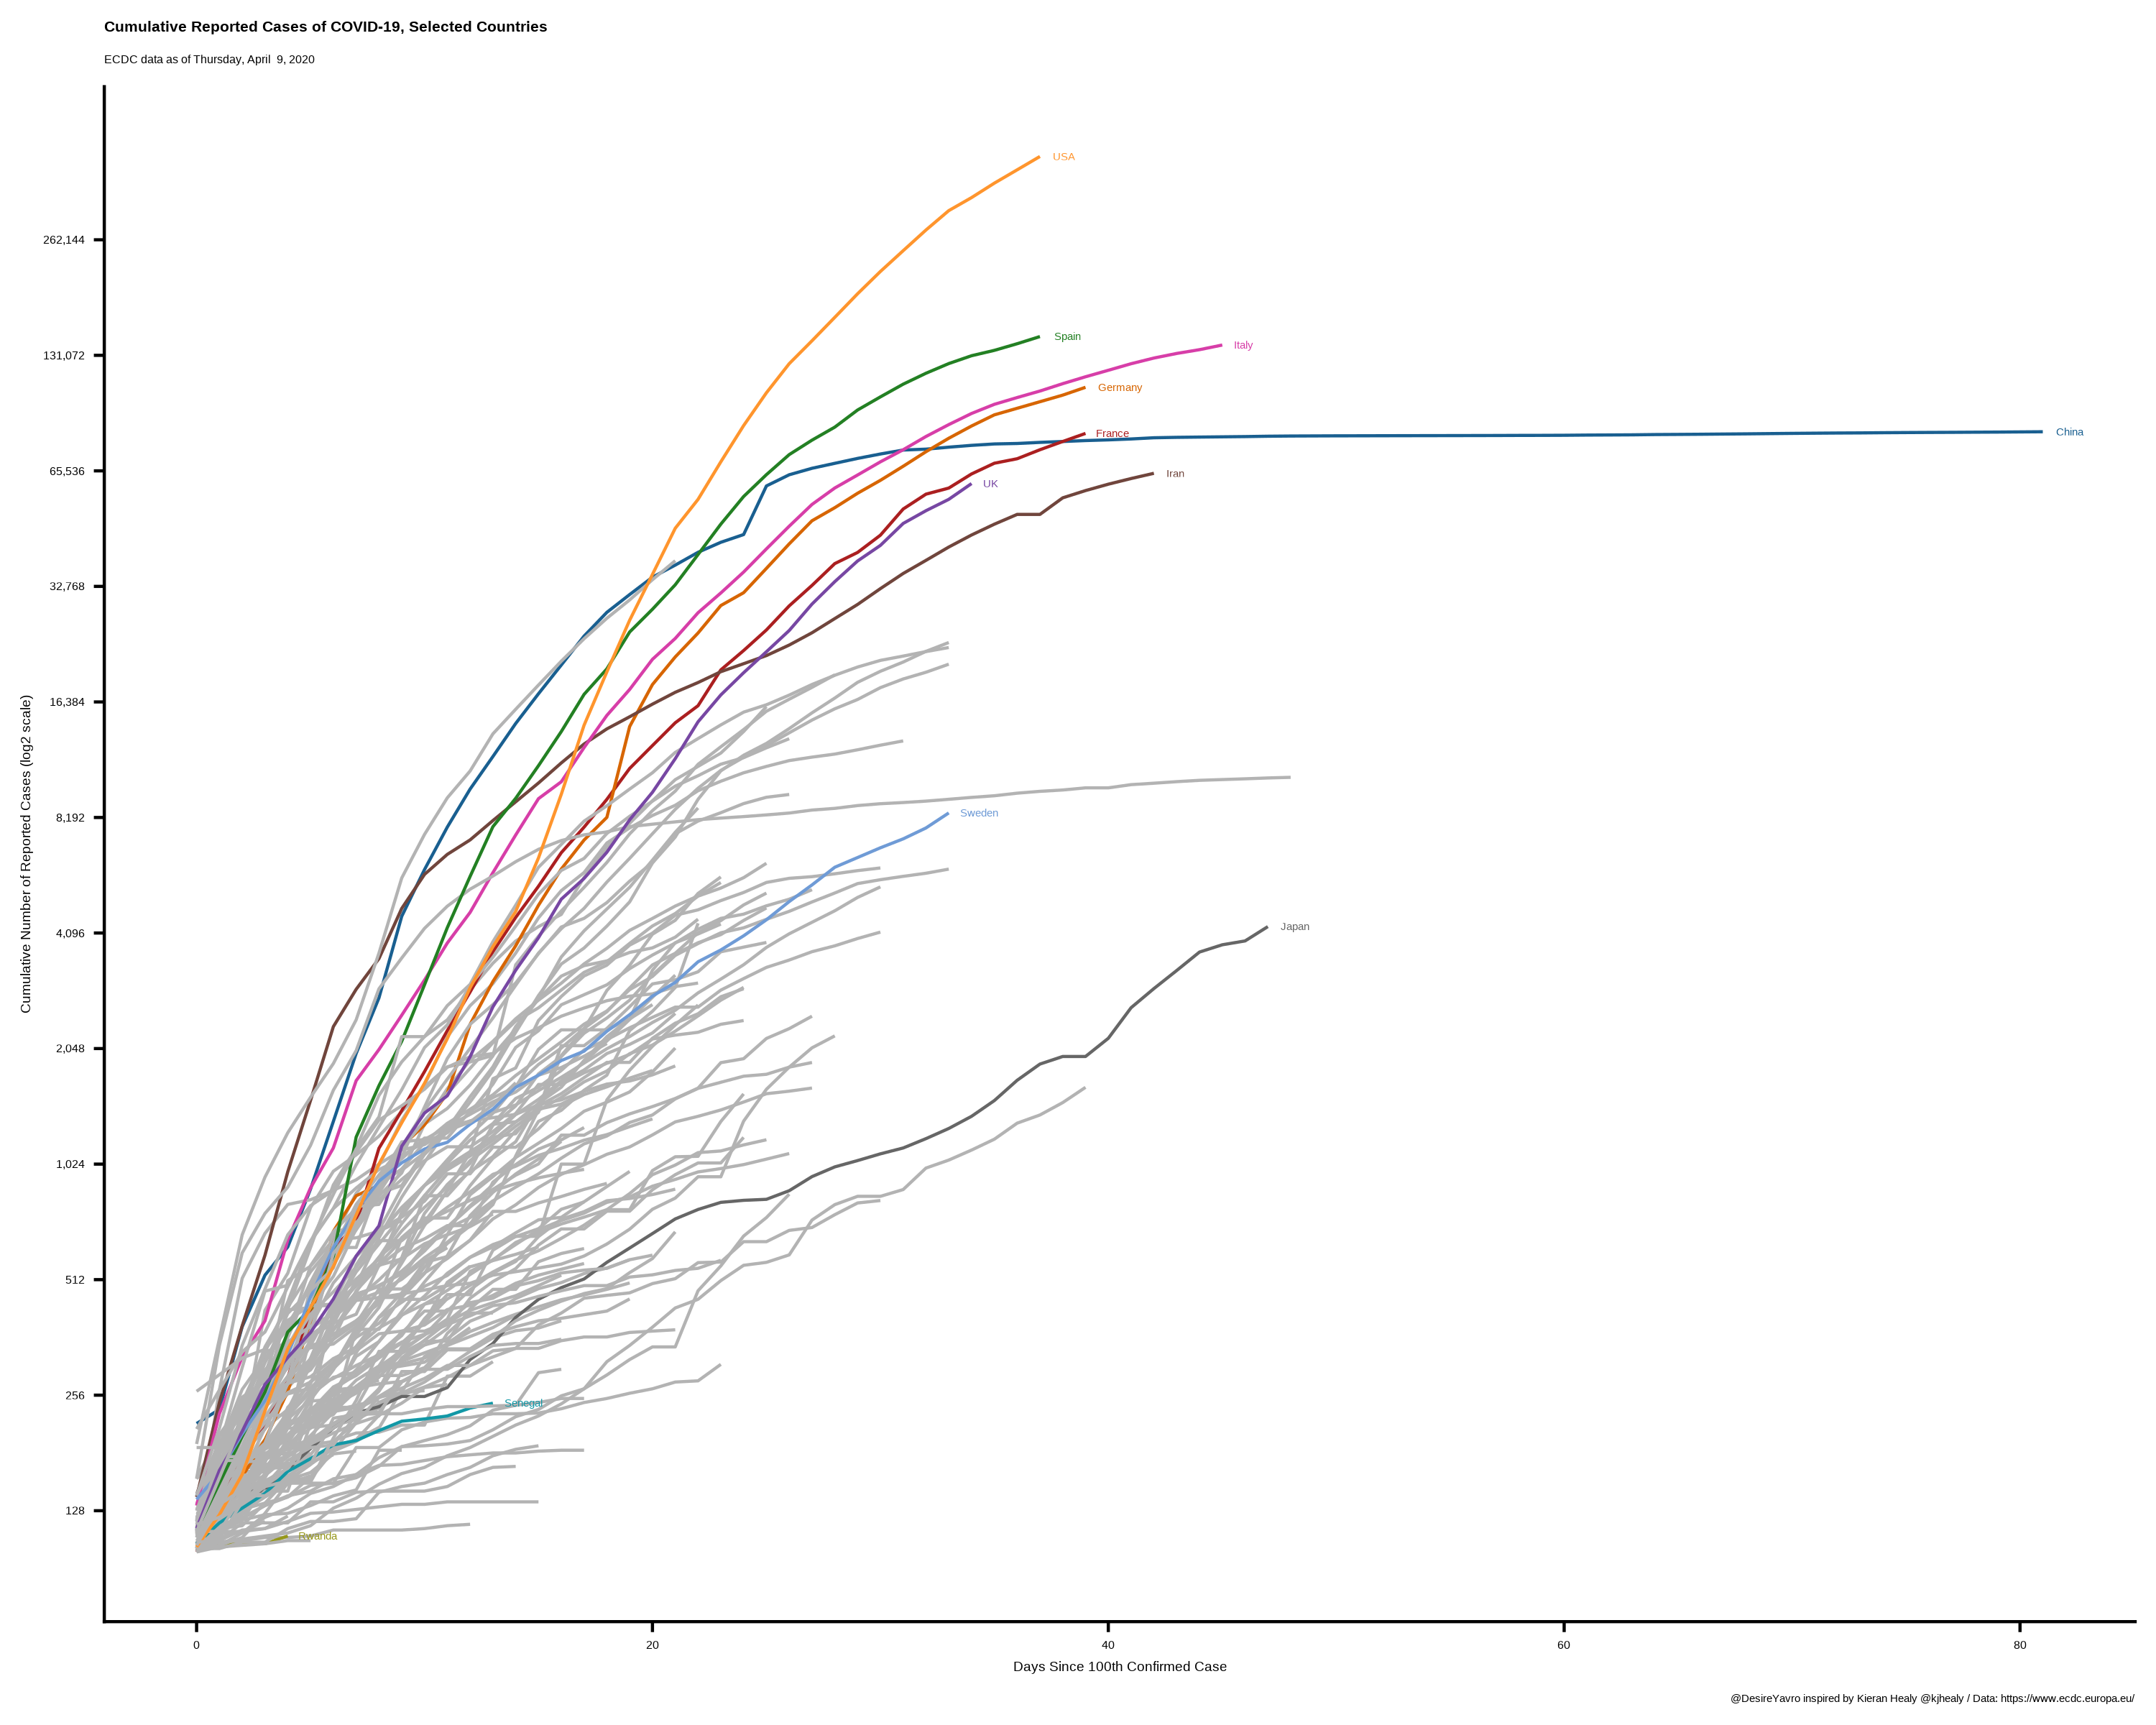 Cumulative Reported Cases of COVID-19, Selected Countries
ECDC data as of Thursday, April  9, 2020
Cumulative Number of Reported Cases (log2 scale)
262,144
131,072
65,536
32,768
16,384
8,192
4,096
2,048
1,024
512
256
128
USA
Spain
Italy
Germany
France
China
Iran
UK
Sweden
Japan
Senegal
Rwanda
0
20
40
60
80
Days Since 100th Confirmed Case
@DesireYavro inspired by Kieran Healy @kjhealy / Data: https://www.ecdc.europa.eu/